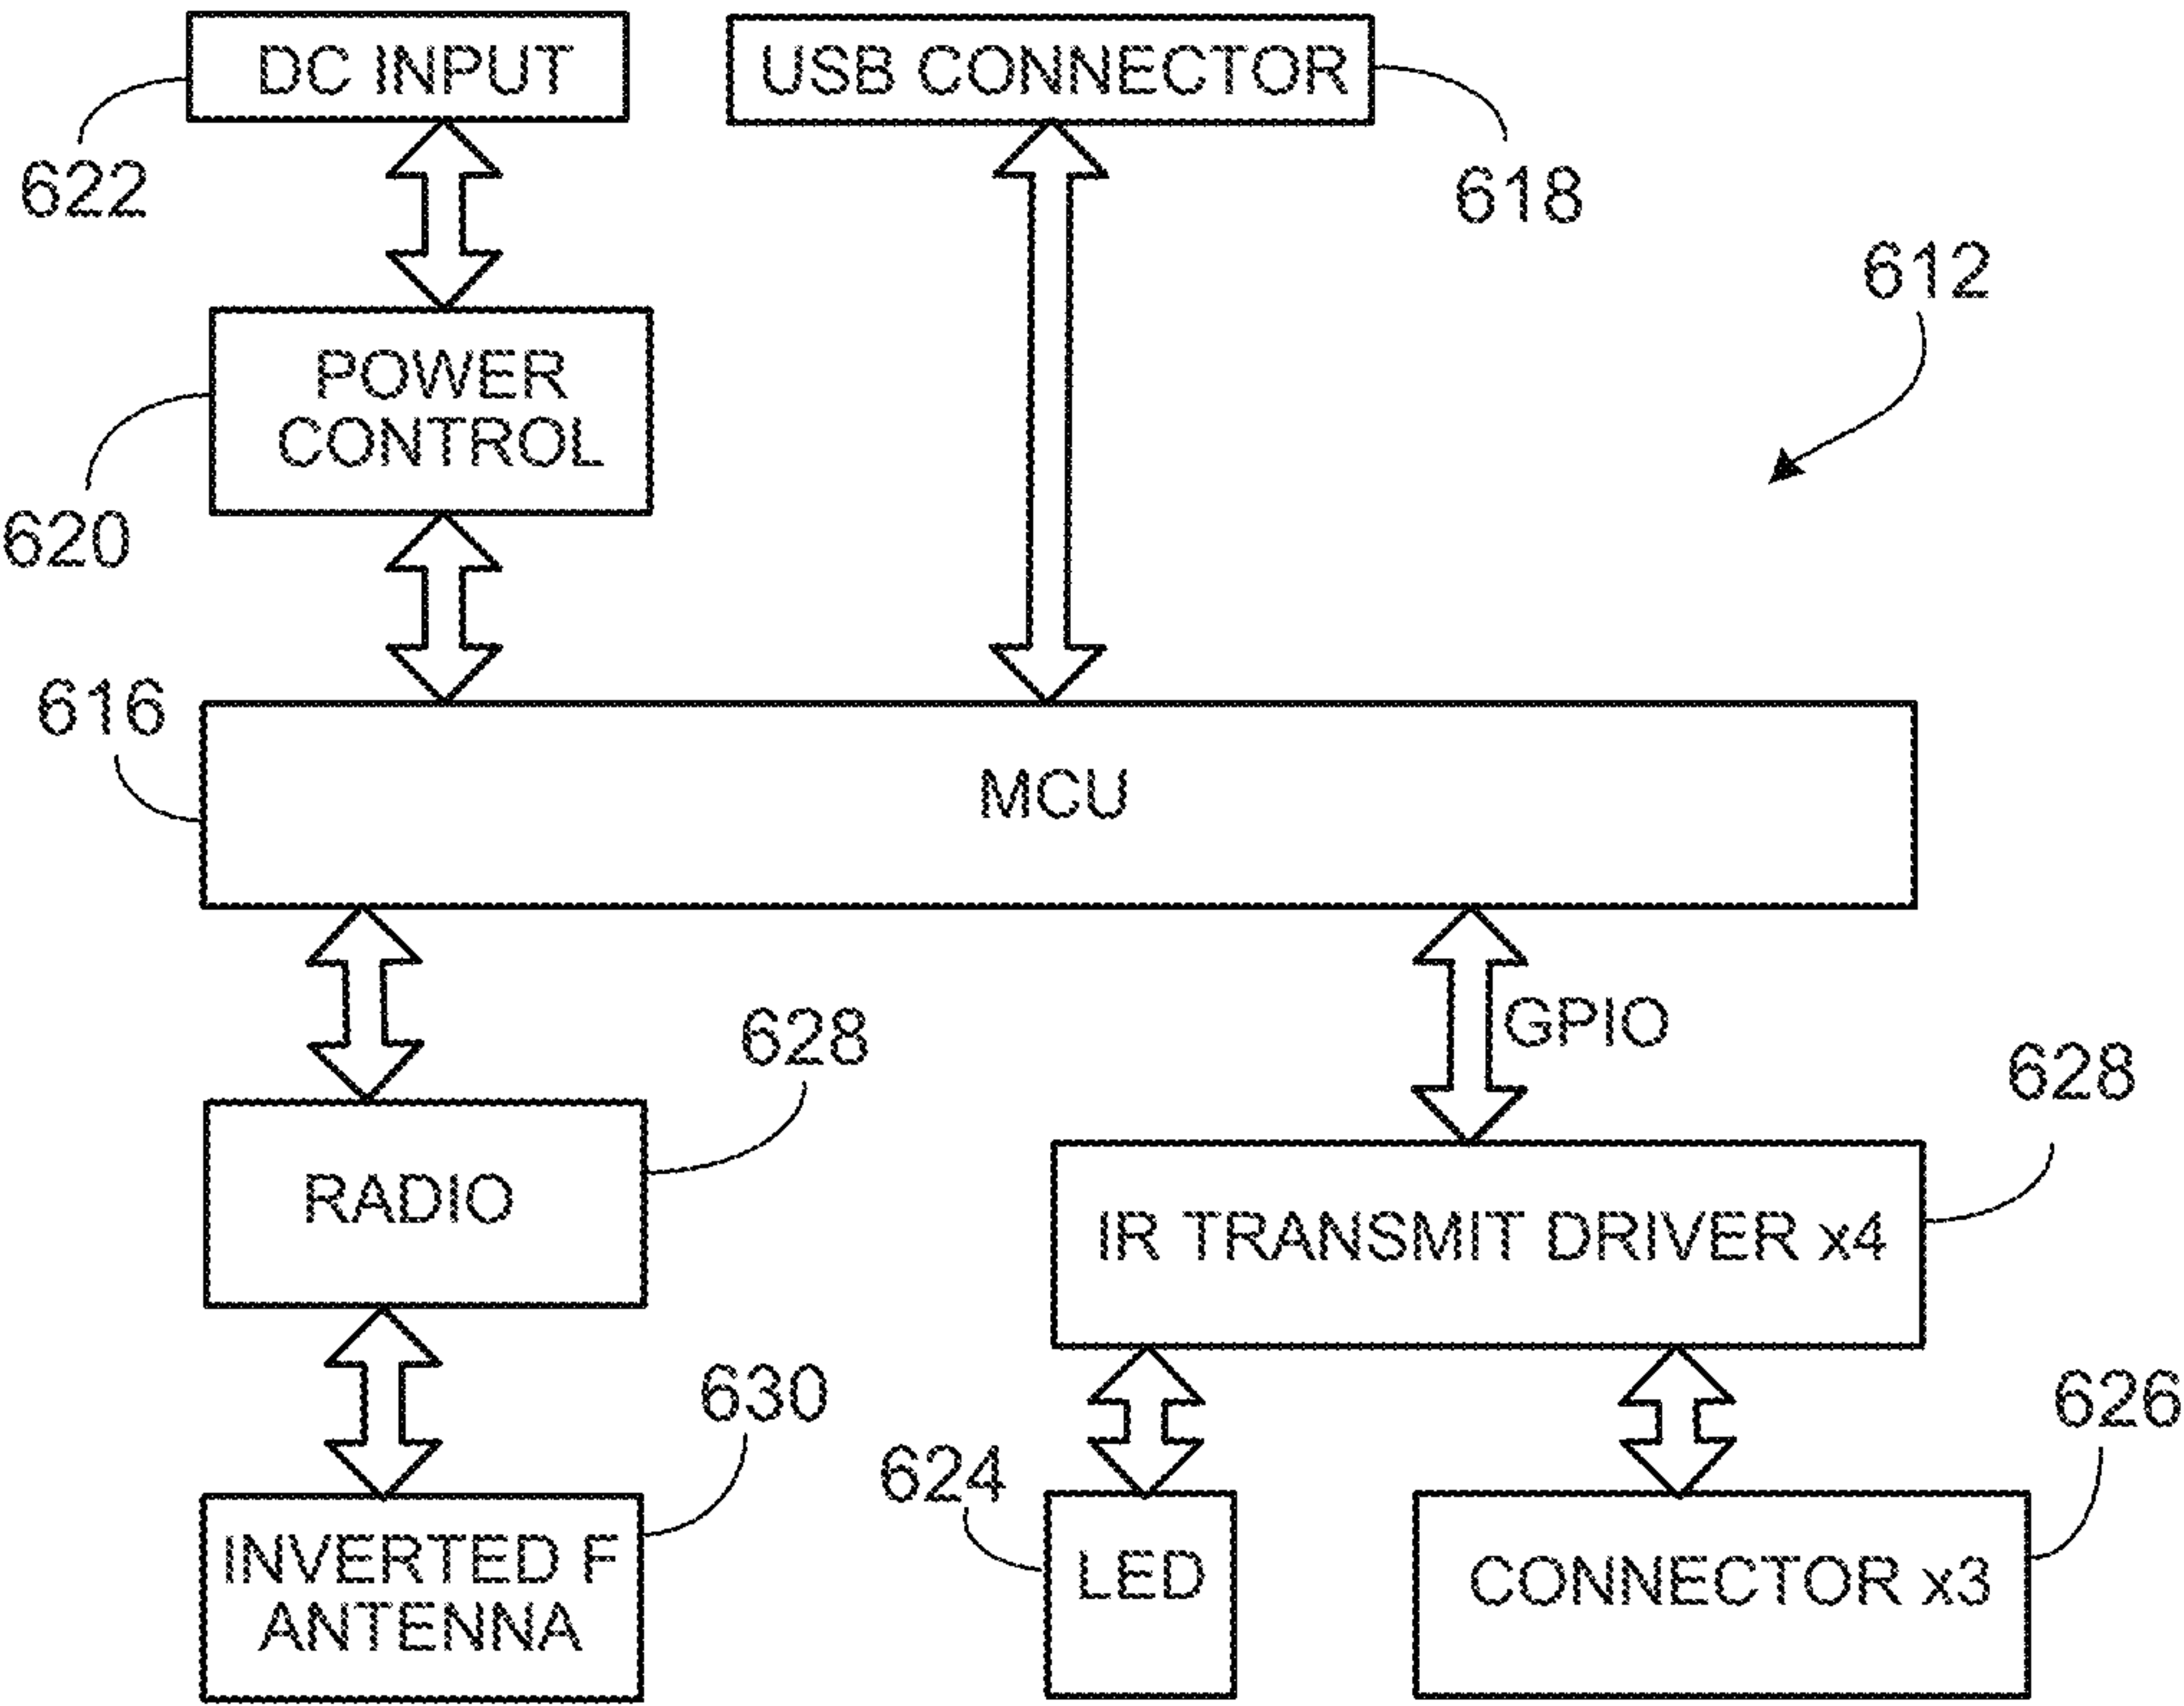 DC INPUT
USB CONNECTOR
622
618
612
POWER
CONTROL
620
616
MCU
GPIO
628
628
RADIO
IR TRANSMIT DRIVER x4
630
626
624
INVERTED F
ANTENNA
LED
CONNECTOR x3